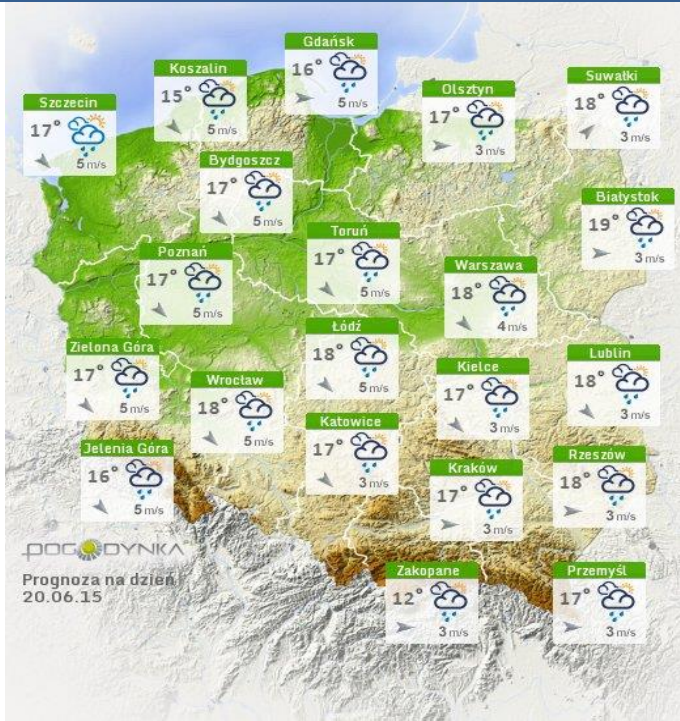 Gdańsk
16°
5 m/s
Koszalin
15°
5 m/s
Suwałki
18°
3 m/s
Olsztyn
17°
3 m/s
Szczecin
17°
5 m/s
Bydgoszcz
17°
5 m/s
Białystok
19°
3 m/s
Toruń
17°
5 m/s
Poznań
17°
5 m/s
Warszawa
18°
4 m/s
Łódź
18°
5 m/s
Zielona Góra
17°
5 m/s
Lublin
18°
3 m/s
Kielce
17°
3 m/s
Wrocław
18°
5 m/s
Katowice
17°
3 m/s
Jelenia Góra
16°
5 m/s
Rzeszów
18°
3 m/s
Kraków
17°
3 m/s
POGODYNKA
Prognoza na dzień
20.06.15
Zakopane
12°
3 m/s
Przemyśl
17°
3 m/s